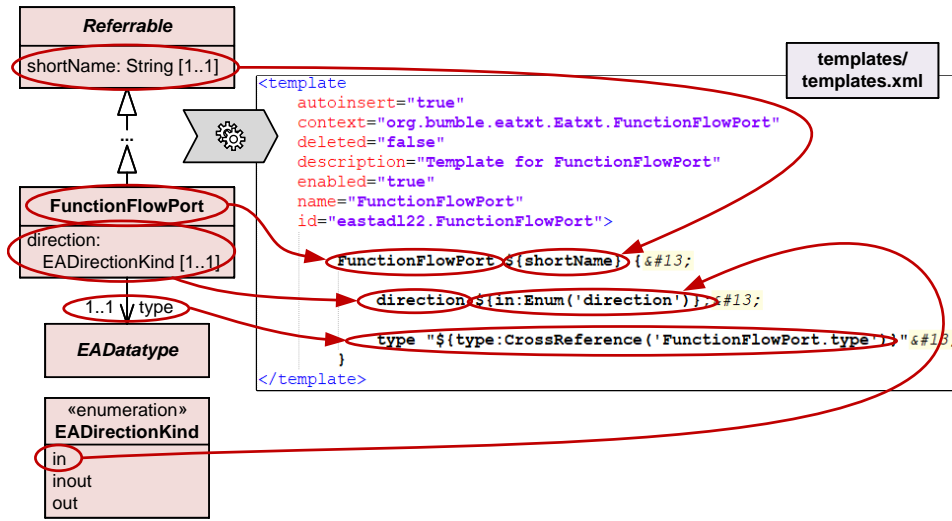 Referrable
shortName: String [1..1]
...
FunctionFlowPort
direction:
EADirectionKind [1..1]
1..1 type
EADatatype
«enumeration»
EADirectionKind
in
inout
out
templates/
templates.xml
<template
autoinsert="true"
context="org.bumble.eatxt.Eatxt.FunctionFlowPort"
deleted="false"
description="Template for FunctionFlowPort"
enabled="true"
name="FunctionFlowPort"
id="eastadl22.FunctionFlowPort">
FunctionFlowPort ${shortName} {&#13;
direction ${in:Enum('direction')};&#13;
type "${type:CrossReference('FunctionFlowPort.type')}"&#13
}
</template>